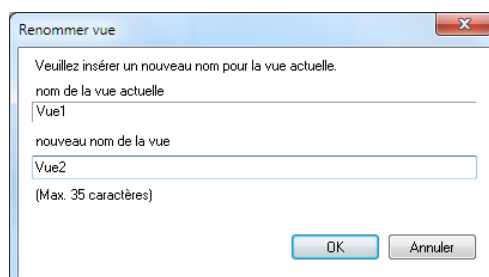 Renommer vue
Veuillez insérer un nouveau nom pour la vue actuelle.
nom de la vue actuelle
Vue1
nouveau nom de la vue
Vue2
(Max. 35 caractères)
OK
Annuler